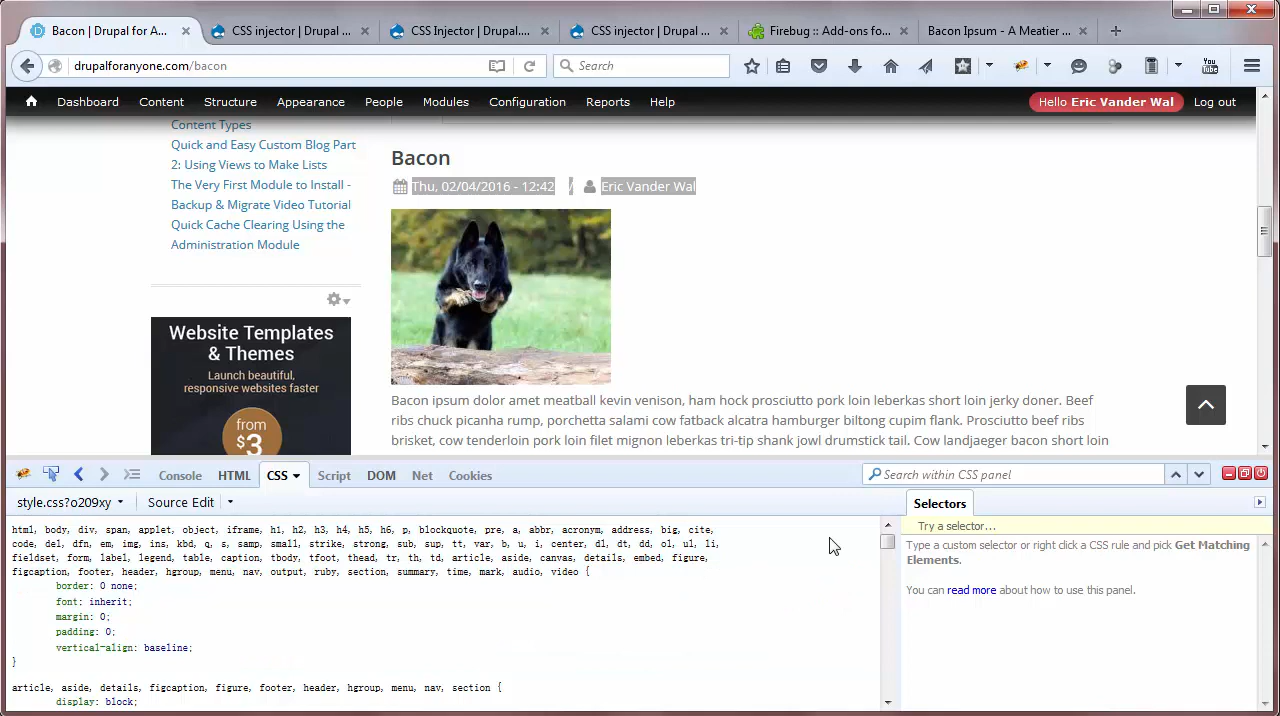 Bacon | Drupal for A...
CSS injector | Drupal ...
CSS Injector | Drupal....
CSS injector | Drupal ...
Firebug :: Add-ons fo...
Bacon Ipsum - A Meatier ...
drupalforanyone.com/bacon
Search
You
Tube
Dashboard Content Structure Appearance People Modules Configuration Reports Help
Hello Eric Vander Wal
Log out
Content Types
Quick and Easy Custom Blog Part
2: Using Views to Make Lists
The Very First Module to Install -
Backup & Migrate Video Tutorial
Quick Cache Clearing Using the
Administration Module
Website Templates
& Themes
Launch beautiful,
responsive websites faster
from
$3
Bacon
Thu, 02/04/2016 - 12:42 / Eric Vander Wal
Bacon ipsum dolor amet meatball kevin venison, ham hock prosciutto pork loin leberkas short loin jerky doner. Beef
ribs chuck picanha rump, porchetta salami cow fatback alcatra hamburger biltong cupim flank. Prosciutto beef ribs
brisket, cow tenderloin pork loin filet mignon leberkas tri-tip shank jowl drumstick tail. Cow landjaeger bacon short loin
Console HTML CSS Script DOM Net Cookies
Search within CSS panel
style.css?o209xy Source Edit
html, body, div, span, applet, object, iframe, h1, h2, h3, h4, h5, h6, p, blockquote, pre, a, abbr, acronym, address, big, cite,
code, del, dfn, em, img, ins, kbd, q, s, samp, small, strike, strong, sub, sup, tt, var, b, u, i, center, dl, dt, dd, ol, ul, li,
fieldset, form, label, legend, table, caption, tbody, tfoot, thead, tr, th, td, article, aside, canvas, details, embed, figure,
figcaption, footer, header, hgroup, menu, nav, output, ruby, section, summary, time, mark, audio, video {
border: 0 none;
font: inherit;
margin: 0;
padding: 0;
vertical-align: baseline;
}
article, aside, details, figcaption, figure, footer, header, hgroup, menu, nav, section {
display: block;
Selectors
Try a selector...
Type a custom selector or right click a CSS rule and pick Get Matching
Elements.
You can read more about how to use this panel.